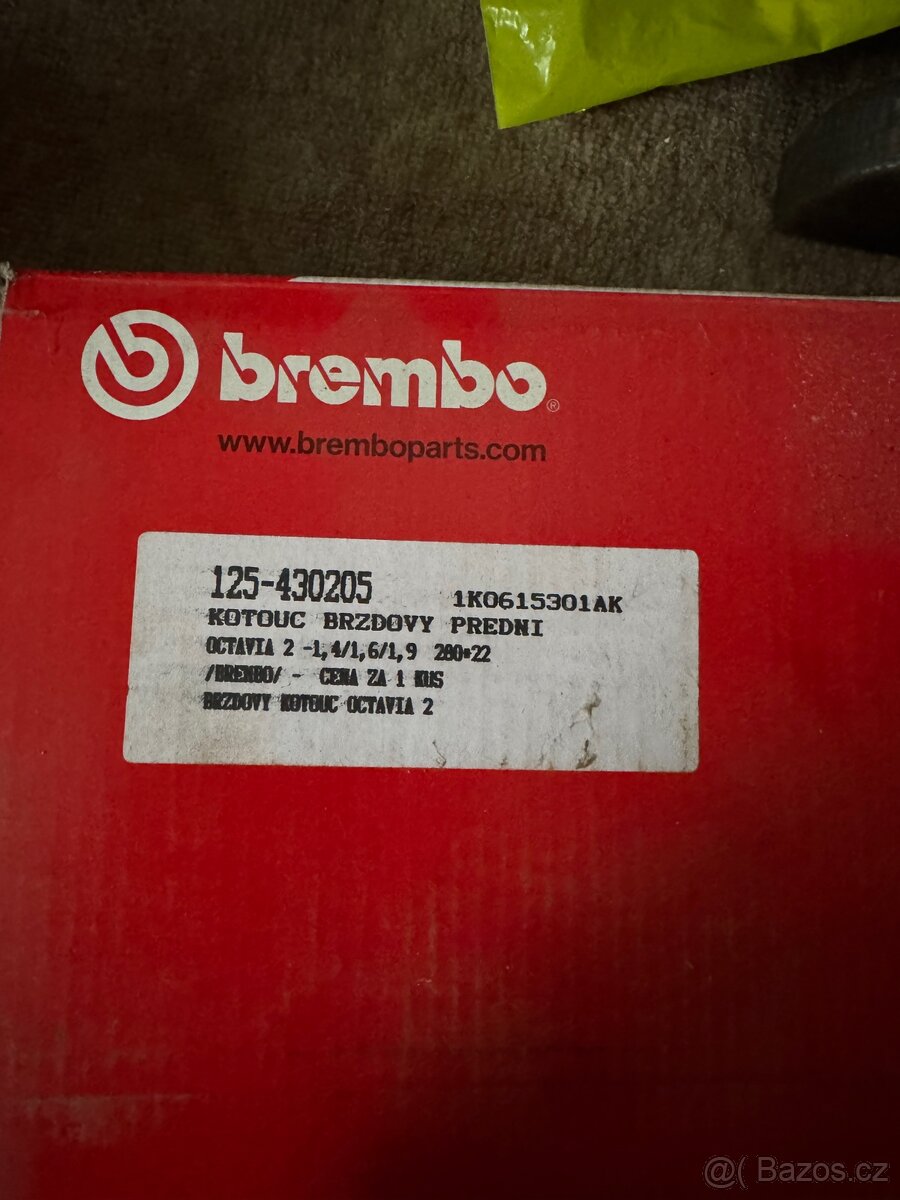 brembo®
www.bremboparts.com
125-430205 1K0615301AK
KOTOUC BRZDOVY PREDNI
OCTAVIA 2 -1,4/1,6/1,9 280*22
/BREMBO/ - CENA ZA 1 KUS
BRZDOVY KOTOUC OCTAVIA 2
@( Bazos.cz